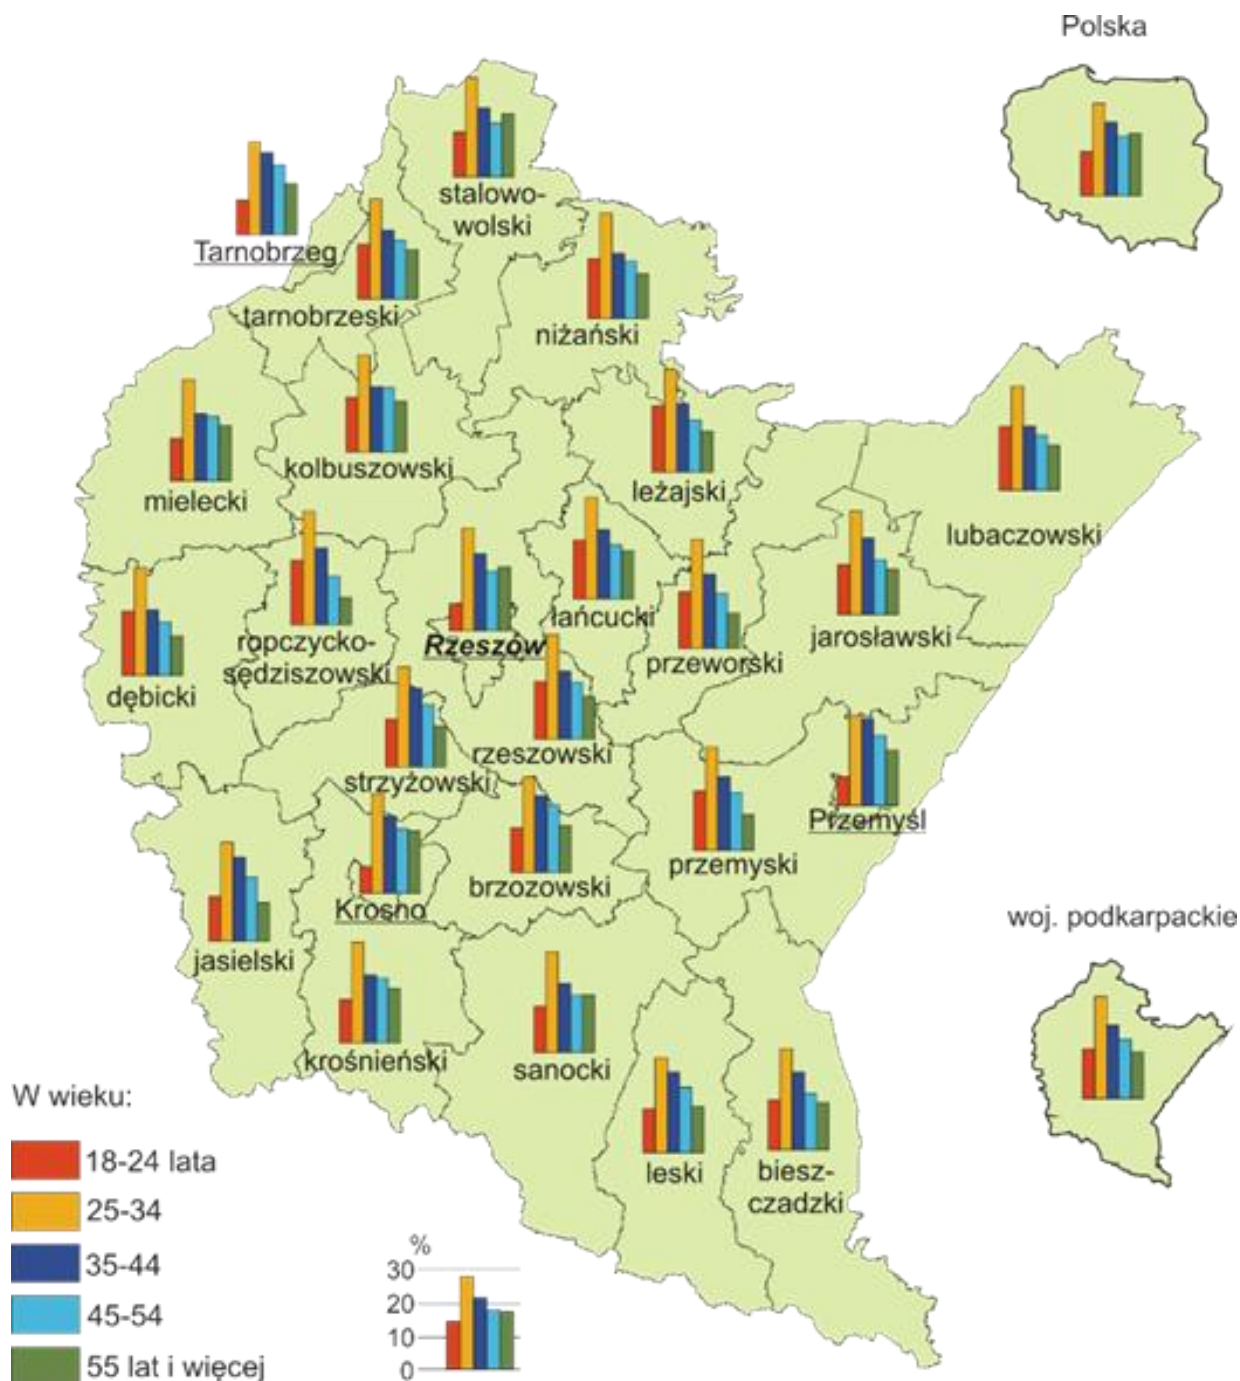 Polska
stalowo-
wolski
Tarnobrzeg
tarnobrzeski
niżański
kolbuszowski
mielecki
leżajski
lubaczowski
łańcucki
ropczycko-
sędziszowski
Rzeszów
przeworski
jarosławski
dębicki
rzeszowski
strzyżowski
Przemyśl
przemyski
brzozowski
Krosno
woj. podkarpackie
jasielski
krośnieński
sanocki
leski
biesz-
czadzki
W wieku:
18-24 lata
25-34
35-44
45-54
55 lat i więcej
%
30
20
10
0